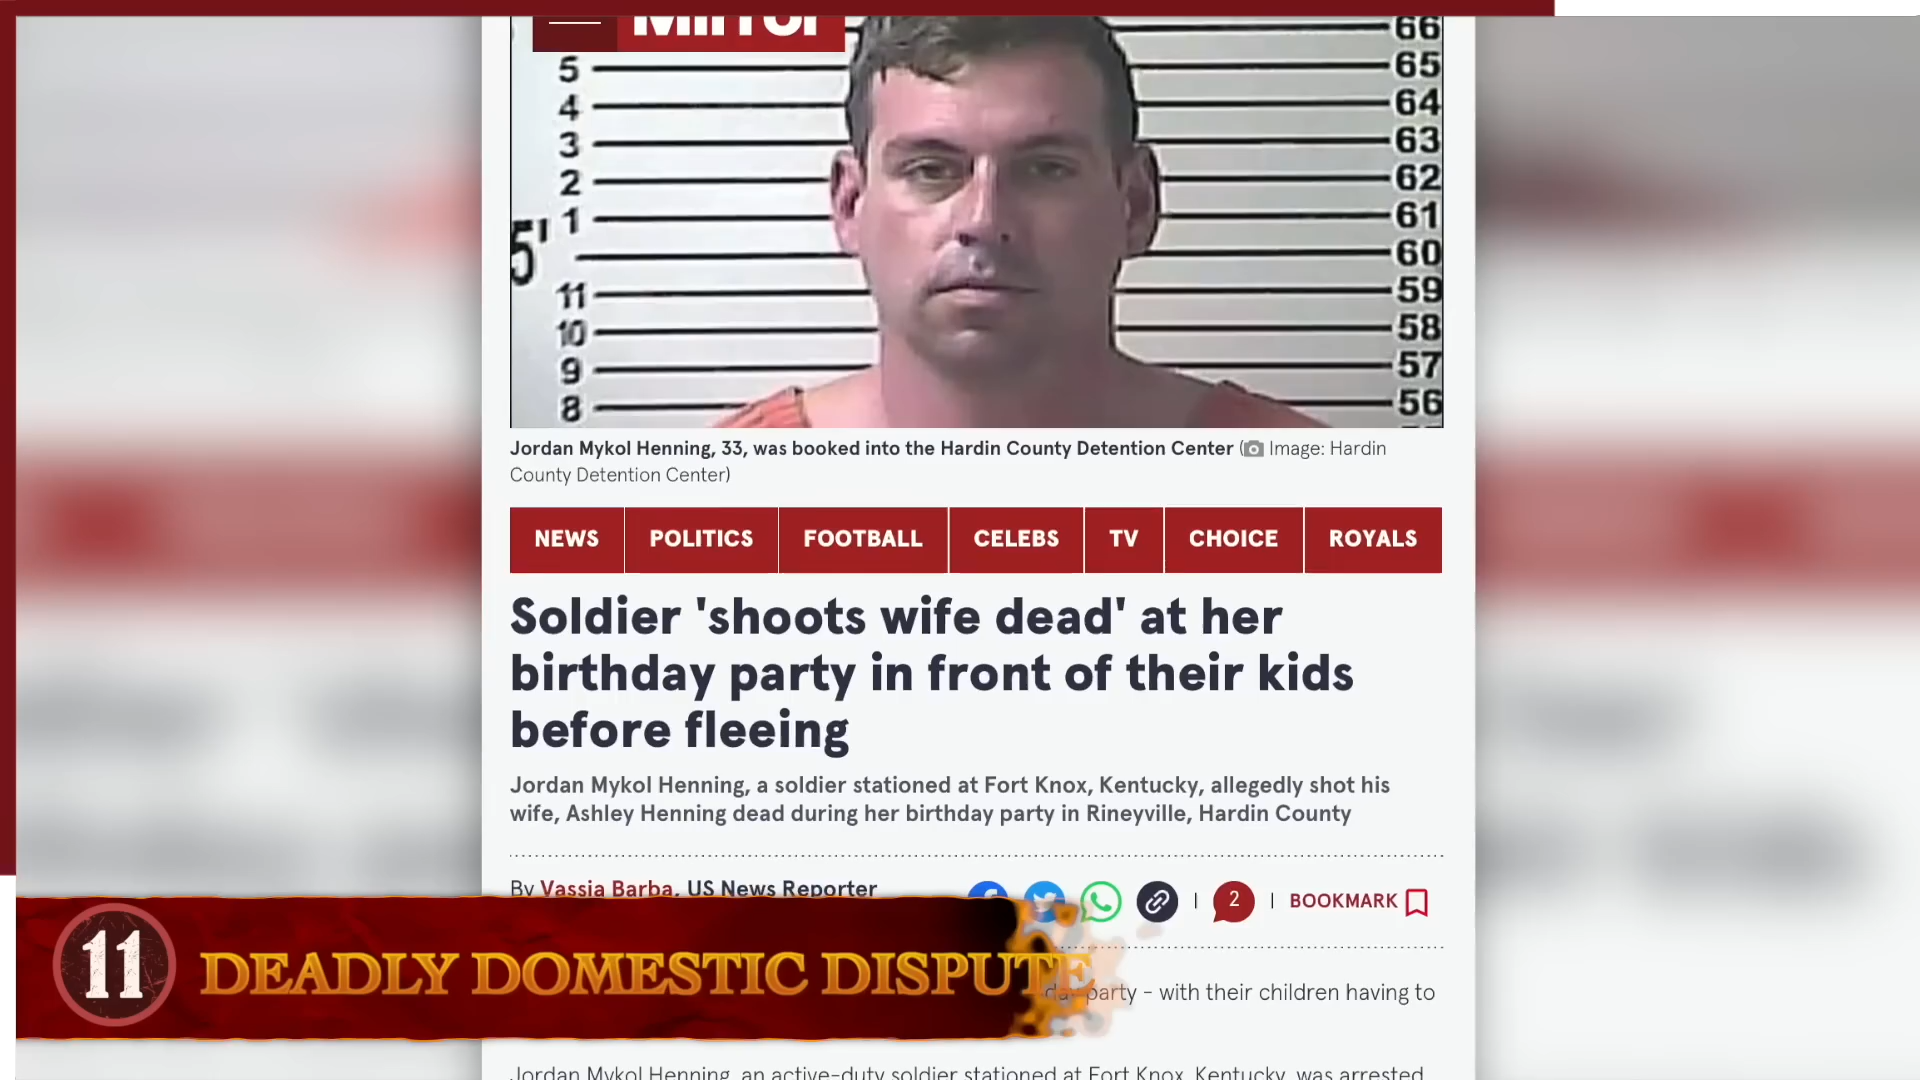 Mirror
66
5 65
4 64
3 63
2 62
5' 1 61
60
11 59
10 58
9 57
8 56
Jordan Mykol Henning, 33, was booked into the Hardin County Detention Center (Image: Hardin
County Detention Center)
NEWS POLITICS FOOTBALL CELEBS TV CHOICE ROYALS
Soldier 'shoots wife dead' at her
birthday party in front of their kids
before fleeing
Jordan Mykol Henning, a soldier stationed at Fort Knox, Kentucky, allegedly shot his
wife, Ashley Henning dead during her birthday party in Rineyville, Hardin County
By Vassia Barba, US News Reporter
2 BOOKMARK
11 DEADLY DOMESTIC DISPUTE
day party - with their children having to
Jordan Mykol Henning, an active-duty soldier stationed at Fort Knox, Kentucky, was arrested